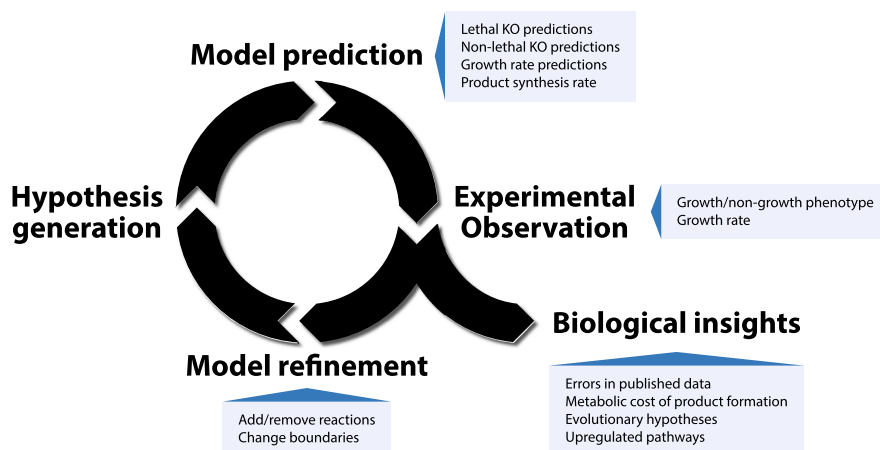 Model prediction
Lethal KO predictions
Non-lethal KO predictions
Growth rate predictions
Product synthesis rate
Hypothesis
generation
Experimental
Observation
Growth/non-growth phenotype
Growth rate
Biological insights
Errors in published data
Metabolic cost of product formation
Evolutionary hypotheses
Upregulated pathways
Model refinement
Add/remove reactions
Change boundaries